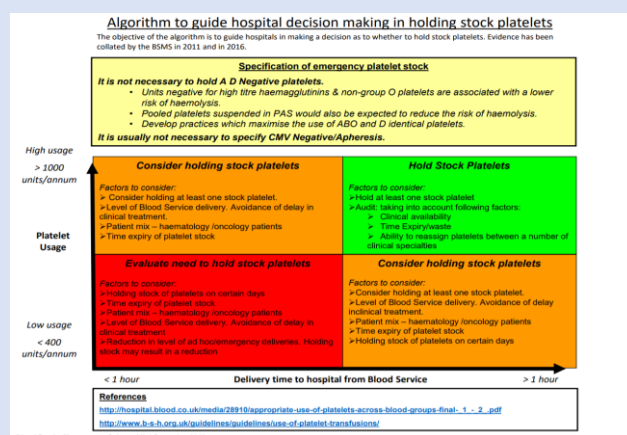 Algorithm to guide hospital decision making in holding stock platelets
The objective of the algorithm is to guide hospitals in making a decision as to whether to hold stock platelets. Evidence has been
collated by the BSMS in 2011 and in 2016.
Specification of emergency platelet stock
It is not necessary to hold A D Negative platelets.
• Units negative for high titre haemagglutinins & non-group O platelets are associated with a lower
risk of haemolysis.
• Pooled platelets suspended in PAS would also be expected to reduce the risk of haemolysis.
• Develop practices which maximise the use of ABO and D identical platelets.
It is usually not necessary to specify CMV Negative/Apheresis.
High usage
> 1000
units/annum
Platelet
Usage
Low usage
< 400
units/annum
Consider holding stock platelets
Factors to consider:
➢Consider holding at least one stock platelet.
➢Level of Blood Service delivery. Avoidance of delay in
clinical treatment.
➢Patient mix – haematology /oncology patients
➢Time expiry of platelet stock
Hold Stock Platelets
Factors to consider:
➢Hold at least one stock platelet
➢Audit: taking into account following factors:
➢ Clinical availability
➢ Time Expiry/waste
➢ Ability to reassign platelets between a number of
clinical specialties
Evaluate need to hold stock platelets
Factors to consider:
➢Holding stock of platelets on certain days
➢Time expiry of platelet stock
➢Patient mix – haematology /oncology patients
➢Level of Blood Service delivery. Avoidance of delay in
clinical treatment
➢Reduction in level of ad hoc/emergency deliveries. Holding
stock may result in a reduction
Consider holding stock platelets
Factors to consider:
➢Consider holding at least one stock platelet.
➢Level of Blood Service delivery. Avoidance of delay
inclinical treatment.
➢Patient mix – haematology /oncology patients
➢Time expiry of platelet stock
➢Holding stock of platelets on certain days
< 1 hour Delivery time to hospital from Blood Service > 1 hour
References
http://hospital.blood.co.uk/media/28910/appropriate-use-of-platelets-across-blood-groups-final-_1_-_2_.pdf
http://www.b-s-h.org.uk/guidelines/guidelines/use-of-platelet-transfusions/